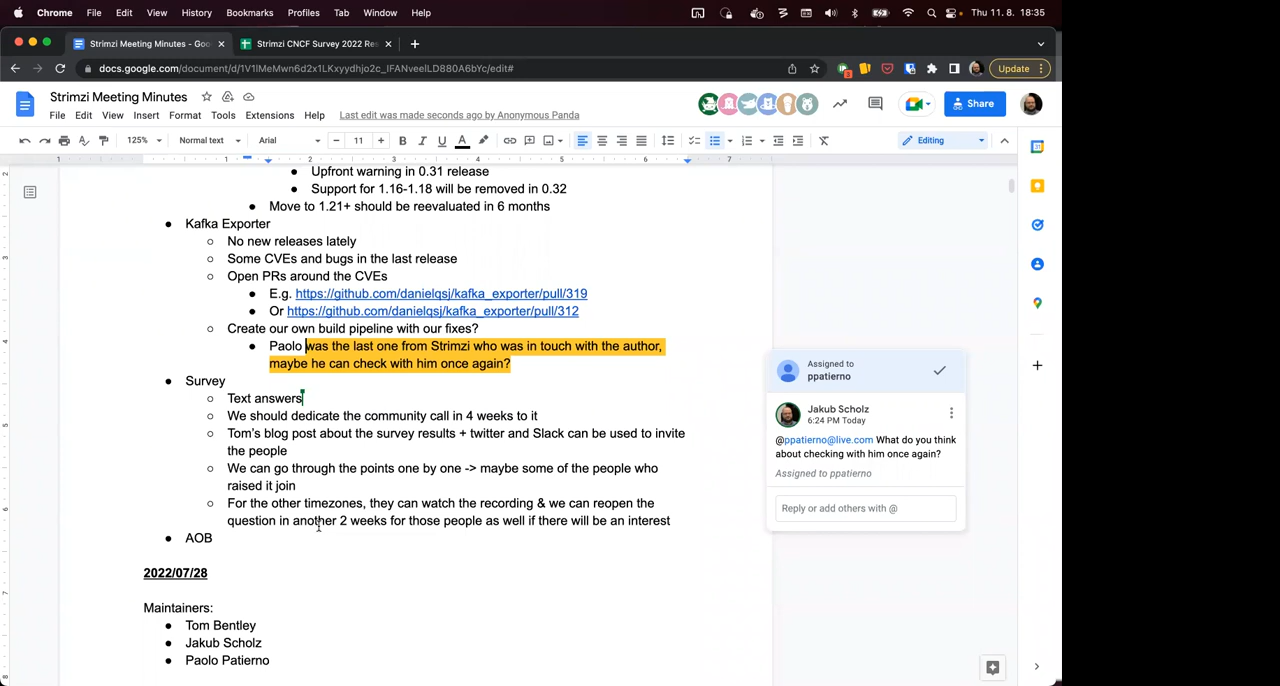 Chrome File Edit View History Bookmarks Profiles Tab Window Help Thu 11. 8. 18:35
Strimzi Meeting Minutes - Goo Strimzi CNCF Survey 2022 Res
docs.google.com/document/d/1V1lMeMwn6d2x1LKxyydhjo2c_IFANveelLD880A6bYc/edit# Update
Strimzi Meeting Minutes
File Edit View Insert Format Tools Extensions Help Last edit was made seconds ago by Anonymous Panda Share
125% Normal text Arial 11 Editing
1 1 2 3 4 5 6 7
Upfront warning in 0.31 release
Support for 1.16-1.18 will be removed in 0.32
Move to 1.21+ should be reevaluated in 6 months
Kafka Exporter
No new releases lately
Some CVEs and bugs in the last release
Open PRs around the CVEs
E.g. https://github.com/danielqsj/kafka_exporter/pull/319
Or https://github.com/danielqsj/kafka_exporter/pull/312
Create our own build pipeline with our fixes?
Paolo was the last one from Strimzi who was in touch with the author,
maybe he can check with him once again?
Survey
Text answers
We should dedicate the community call in 4 weeks to it
Tom's blog post about the survey results + twitter and Slack can be used to invite
the people
We can go through the points one by one -> maybe some of the people who
raised it join
For the other timezones, they can watch the recording & we can reopen the
question in another 2 weeks for those people as well if there will be an interest
AOB
2022/07/28
Maintainers:
Tom Bentley
Jakub Scholz
Paolo Patierno
Assigned to
ppatierno
Jakub Scholz
6:24 PM Today
@ppatierno@live.com What do you think
about checking with him once again?
Assigned to ppatierno
Reply or add others with @